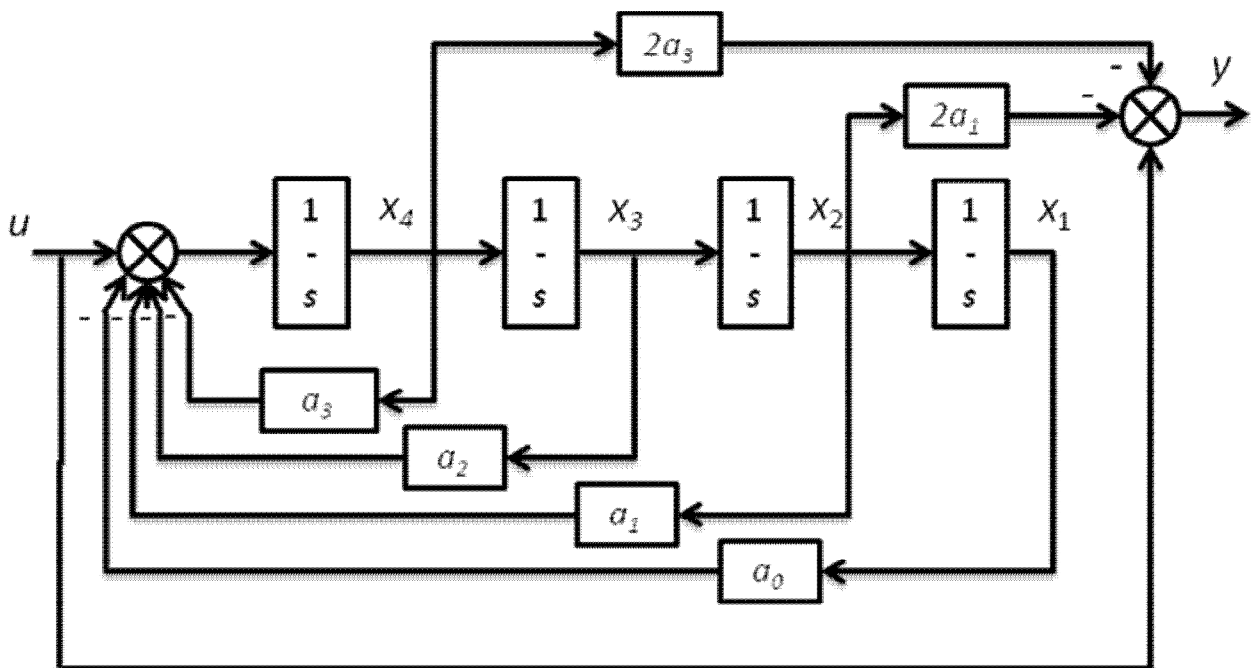 2a₃
-
y
-
2a₁
u
1
-
s
x₄
1
-
s
x₃
1
-
s
x₂
1
-
s
x₁
- - - -
a₃
a₂
a₁
a₀